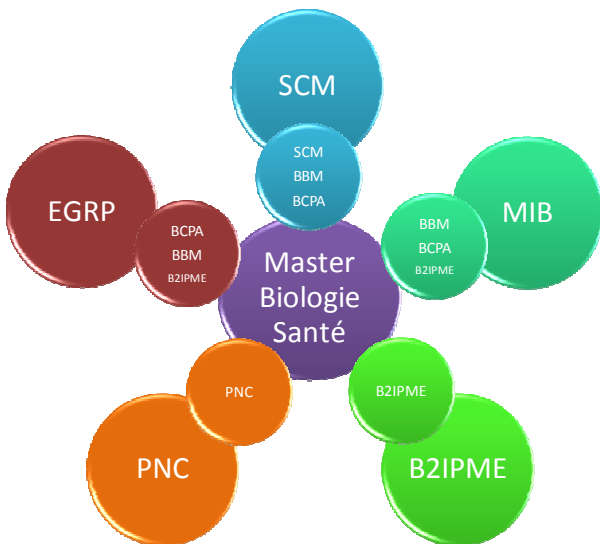 SCM
SCM
BBM
BCPA
EGRP
BCPA
BBM
B2IPME
MIB
BBM
BCPA
B2IPME
Master
Biologie
Santé
PNC
PNC
B2IPME
B2IPME